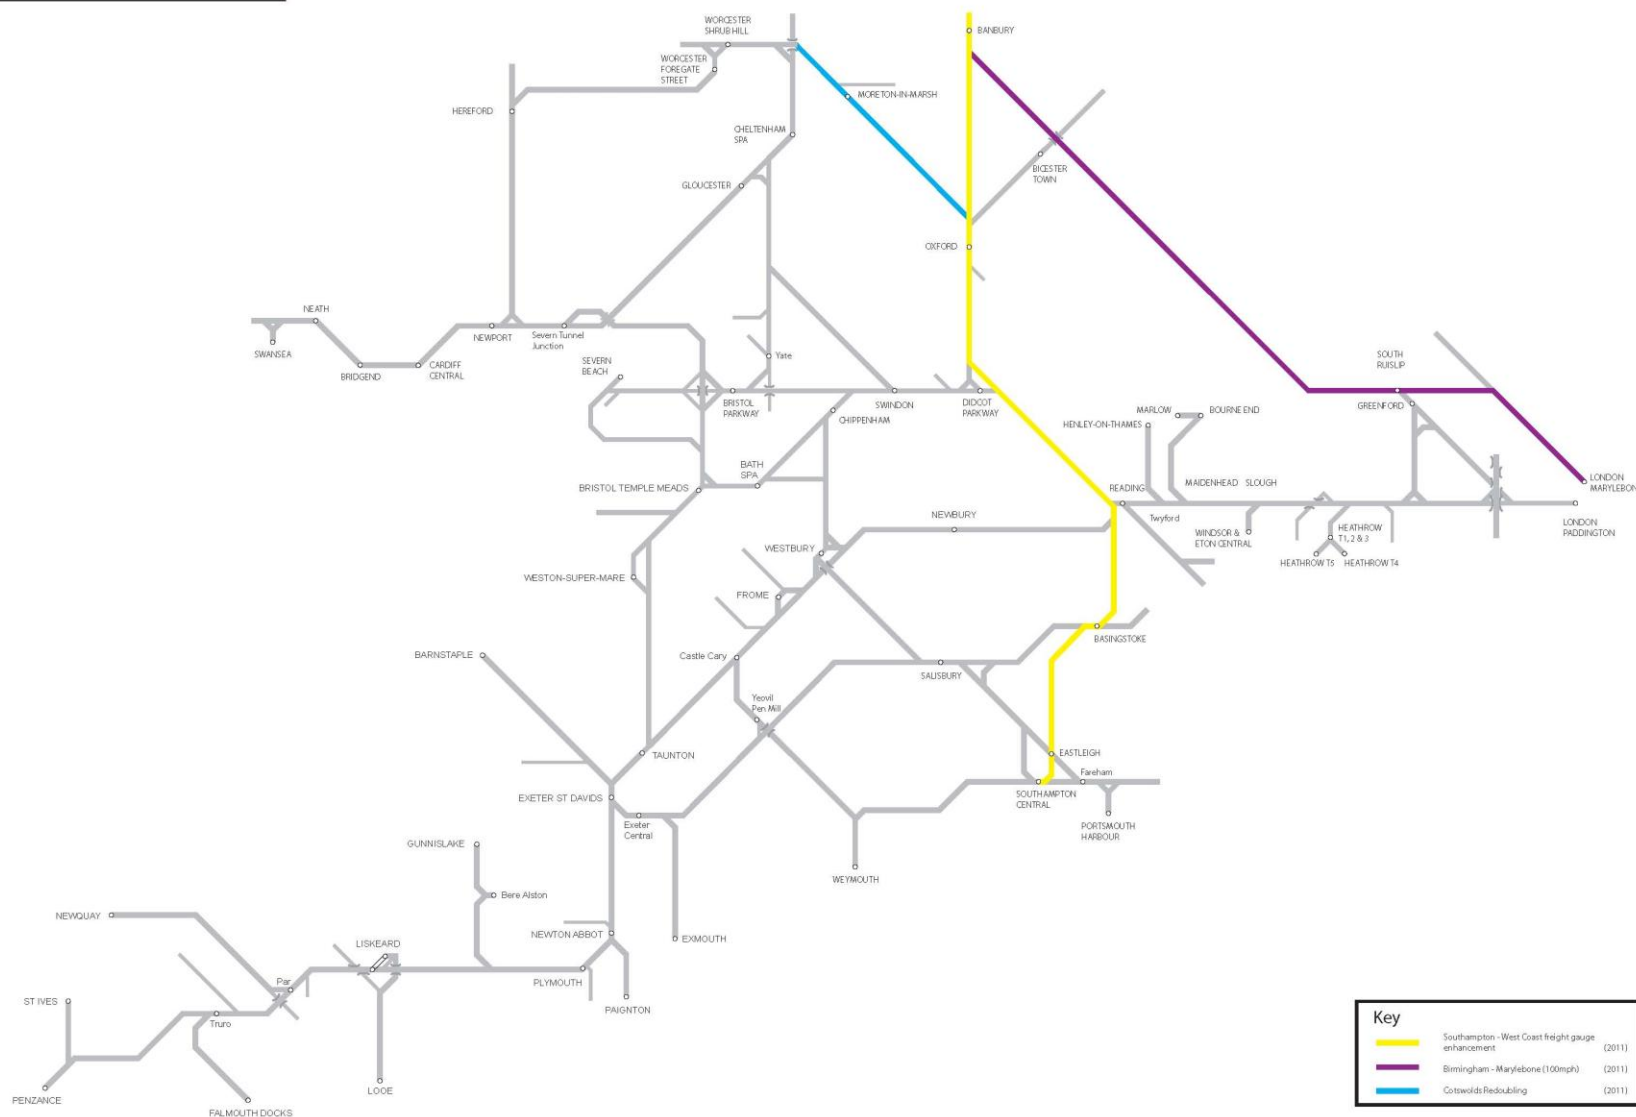 WORCESTER
SHRUB HILL
BANBURY
WORCESTER
FOREGATE
STREET
MORETON-IN-MARSH
HEREFORD
CHELTENHAM
SPA
BICESTER
TOWN
GLOUCESTER
OXFORD
NEATH
SWANSEA
BRIDGEND
CARDIFF
CENTRAL
NEWPORT
Severn Tunnel
Junction
SEVERN
BEACH
Yate
BRISTOL
PARKWAY
CHIPPENHAM
SWINDON
DIDCOT
PARKWAY
SOUTH
RUISLIP
GREENFORD
MARLOW
BOURNE END
HENLEY-ON-THAMES
BATH
SPA
BRISTOL TEMPLE MEADS
READING
MAIDENHEAD
SLOUGH
LONDON
MARYLEBON
Twyford
NEWBURY
WINDSOR &
ETON CENTRAL
HEATHROW
T1, 2 & 3
LONDON
PADDINGTON
HEATHROW T5
HEATHROW T4
WESTBURY
WESTON-SUPER-MARE
FROME
BASINGSTOKE
BARNSTAPLE
Castle Cary
SALISBURY
Yeovil
Pen Mill
TAUNTON
EASTLEIGH
Fareham
EXETER ST DAVIDS
SOUTHAMPTON
CENTRAL
Exeter
Central
PORTSMOUTH
HARBOUR
GUNNISLAKE
WEYMOUTH
Bere Alston
NEWQUAY
NEWTON ABBOT
EXMOUTH
LISKEARD
PLYMOUTH
Par
ST IVES
PAIGNTON
Truro
LOOE
PENZANCE
FALMOUTH DOCKS
Key
Southampton - West Coast freight gauge
enhancement (2011)
Birmingham - Marylebone (100mph) (2011)
Cotswolds Redoubling (2011)